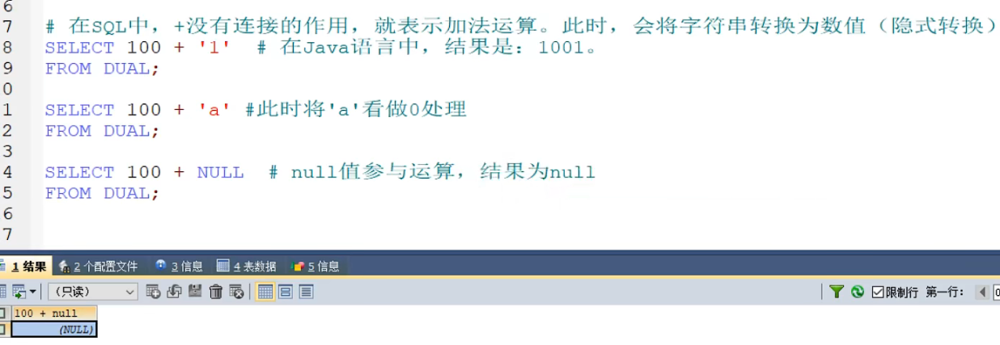 6
7 # 在SQL中，+没有连接的作用，就表示加法运算。此时，会将字符串转换为数值（隐式转换）
8 SELECT 100 + '1' # 在Java语言中，结果是：1001。
9 FROM DUAL;
0
1 SELECT 100 + 'a' #此时将'a'看做0处理
2 FROM DUAL;
3
4 SELECT 100 + NULL # null值参与运算，结果为null
5 FROM DUAL;
6
7
1 结果 2 个配置文件 3 信息 4 表数据 5 信息
（只读） 限制行 第一行： 0
100 + null
(NULL)